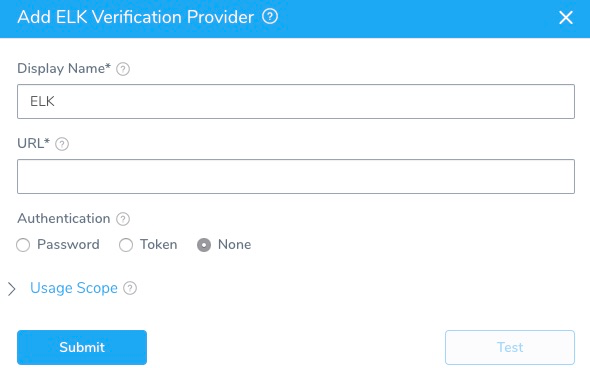 Add ELK Verification Provider ?
Display Name* ?
ELK
URL* ?
Authentication ?
Password Token None
Usage Scope ?
Submit Test